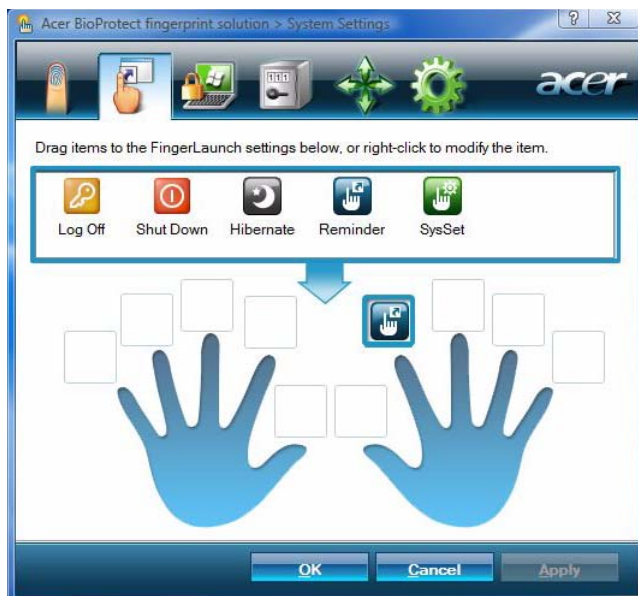 Acer BioProtect fingerprint solution > System Settings
acer
Drag items to the FingerLaunch settings below, or right-click to modify the item.
Log Off Shut Down Hibernate Reminder SysSet
OK Cancel Apply